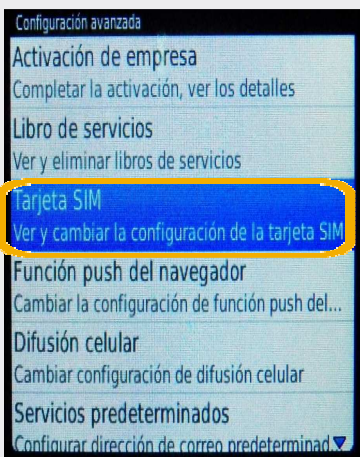 Configuración avanzada
Activación de empresa
Completar la activación, ver los detalles
Libro de servicios
Ver y eliminar libros de servicios
Tarjeta SIM
Ver y cambiar la configuración de la tarjeta SIM
Función push del navegador
Cambiar la configuración de función push del...
Difusión celular
Cambiar configuración de difusión celular
Servicios predeterminados
Configurar dirección de correo predeterminad